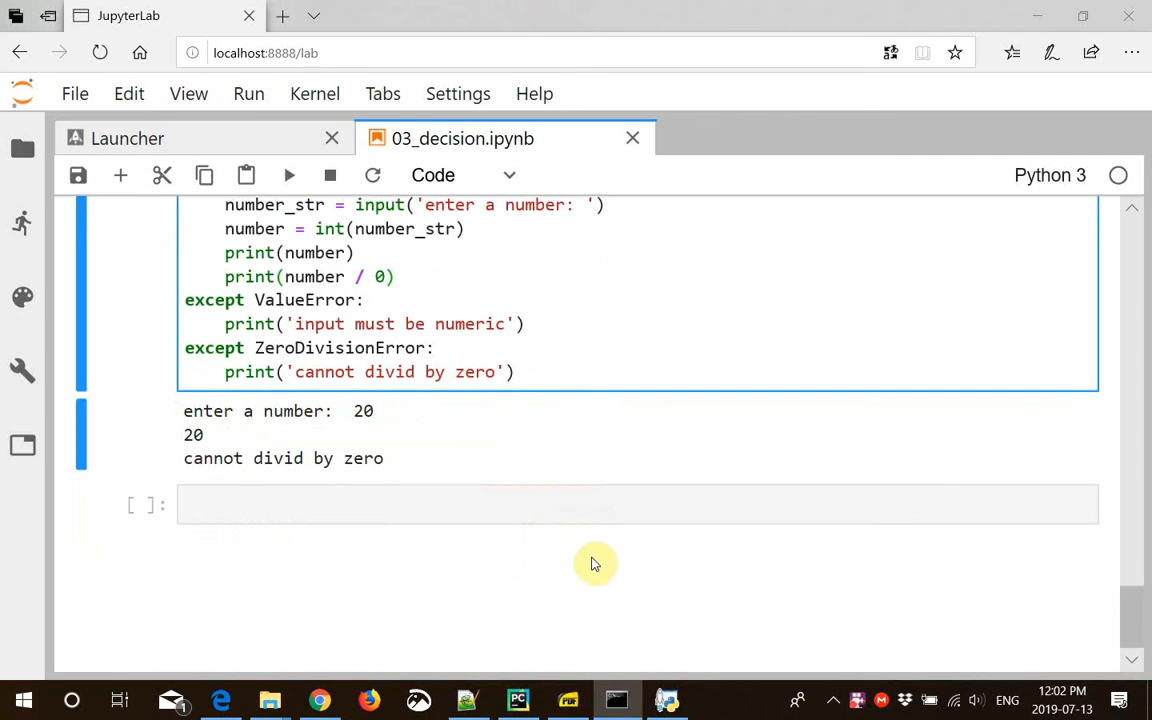 JupyterLab
localhost:8888/lab
File Edit View Run Kernel Tabs Settings Help
Launcher
03_decision.ipynb
Code
Python 3
number_str = input('enter a number: ')
number = int(number_str)
print(number)
print(number / 0)
except ValueError:
print('input must be numeric')
except ZeroDivisionError:
print('cannot divid by zero')
enter a number:  20
20
cannot divid by zero
[ ]:
ENG
12:02 PM
2019-07-13